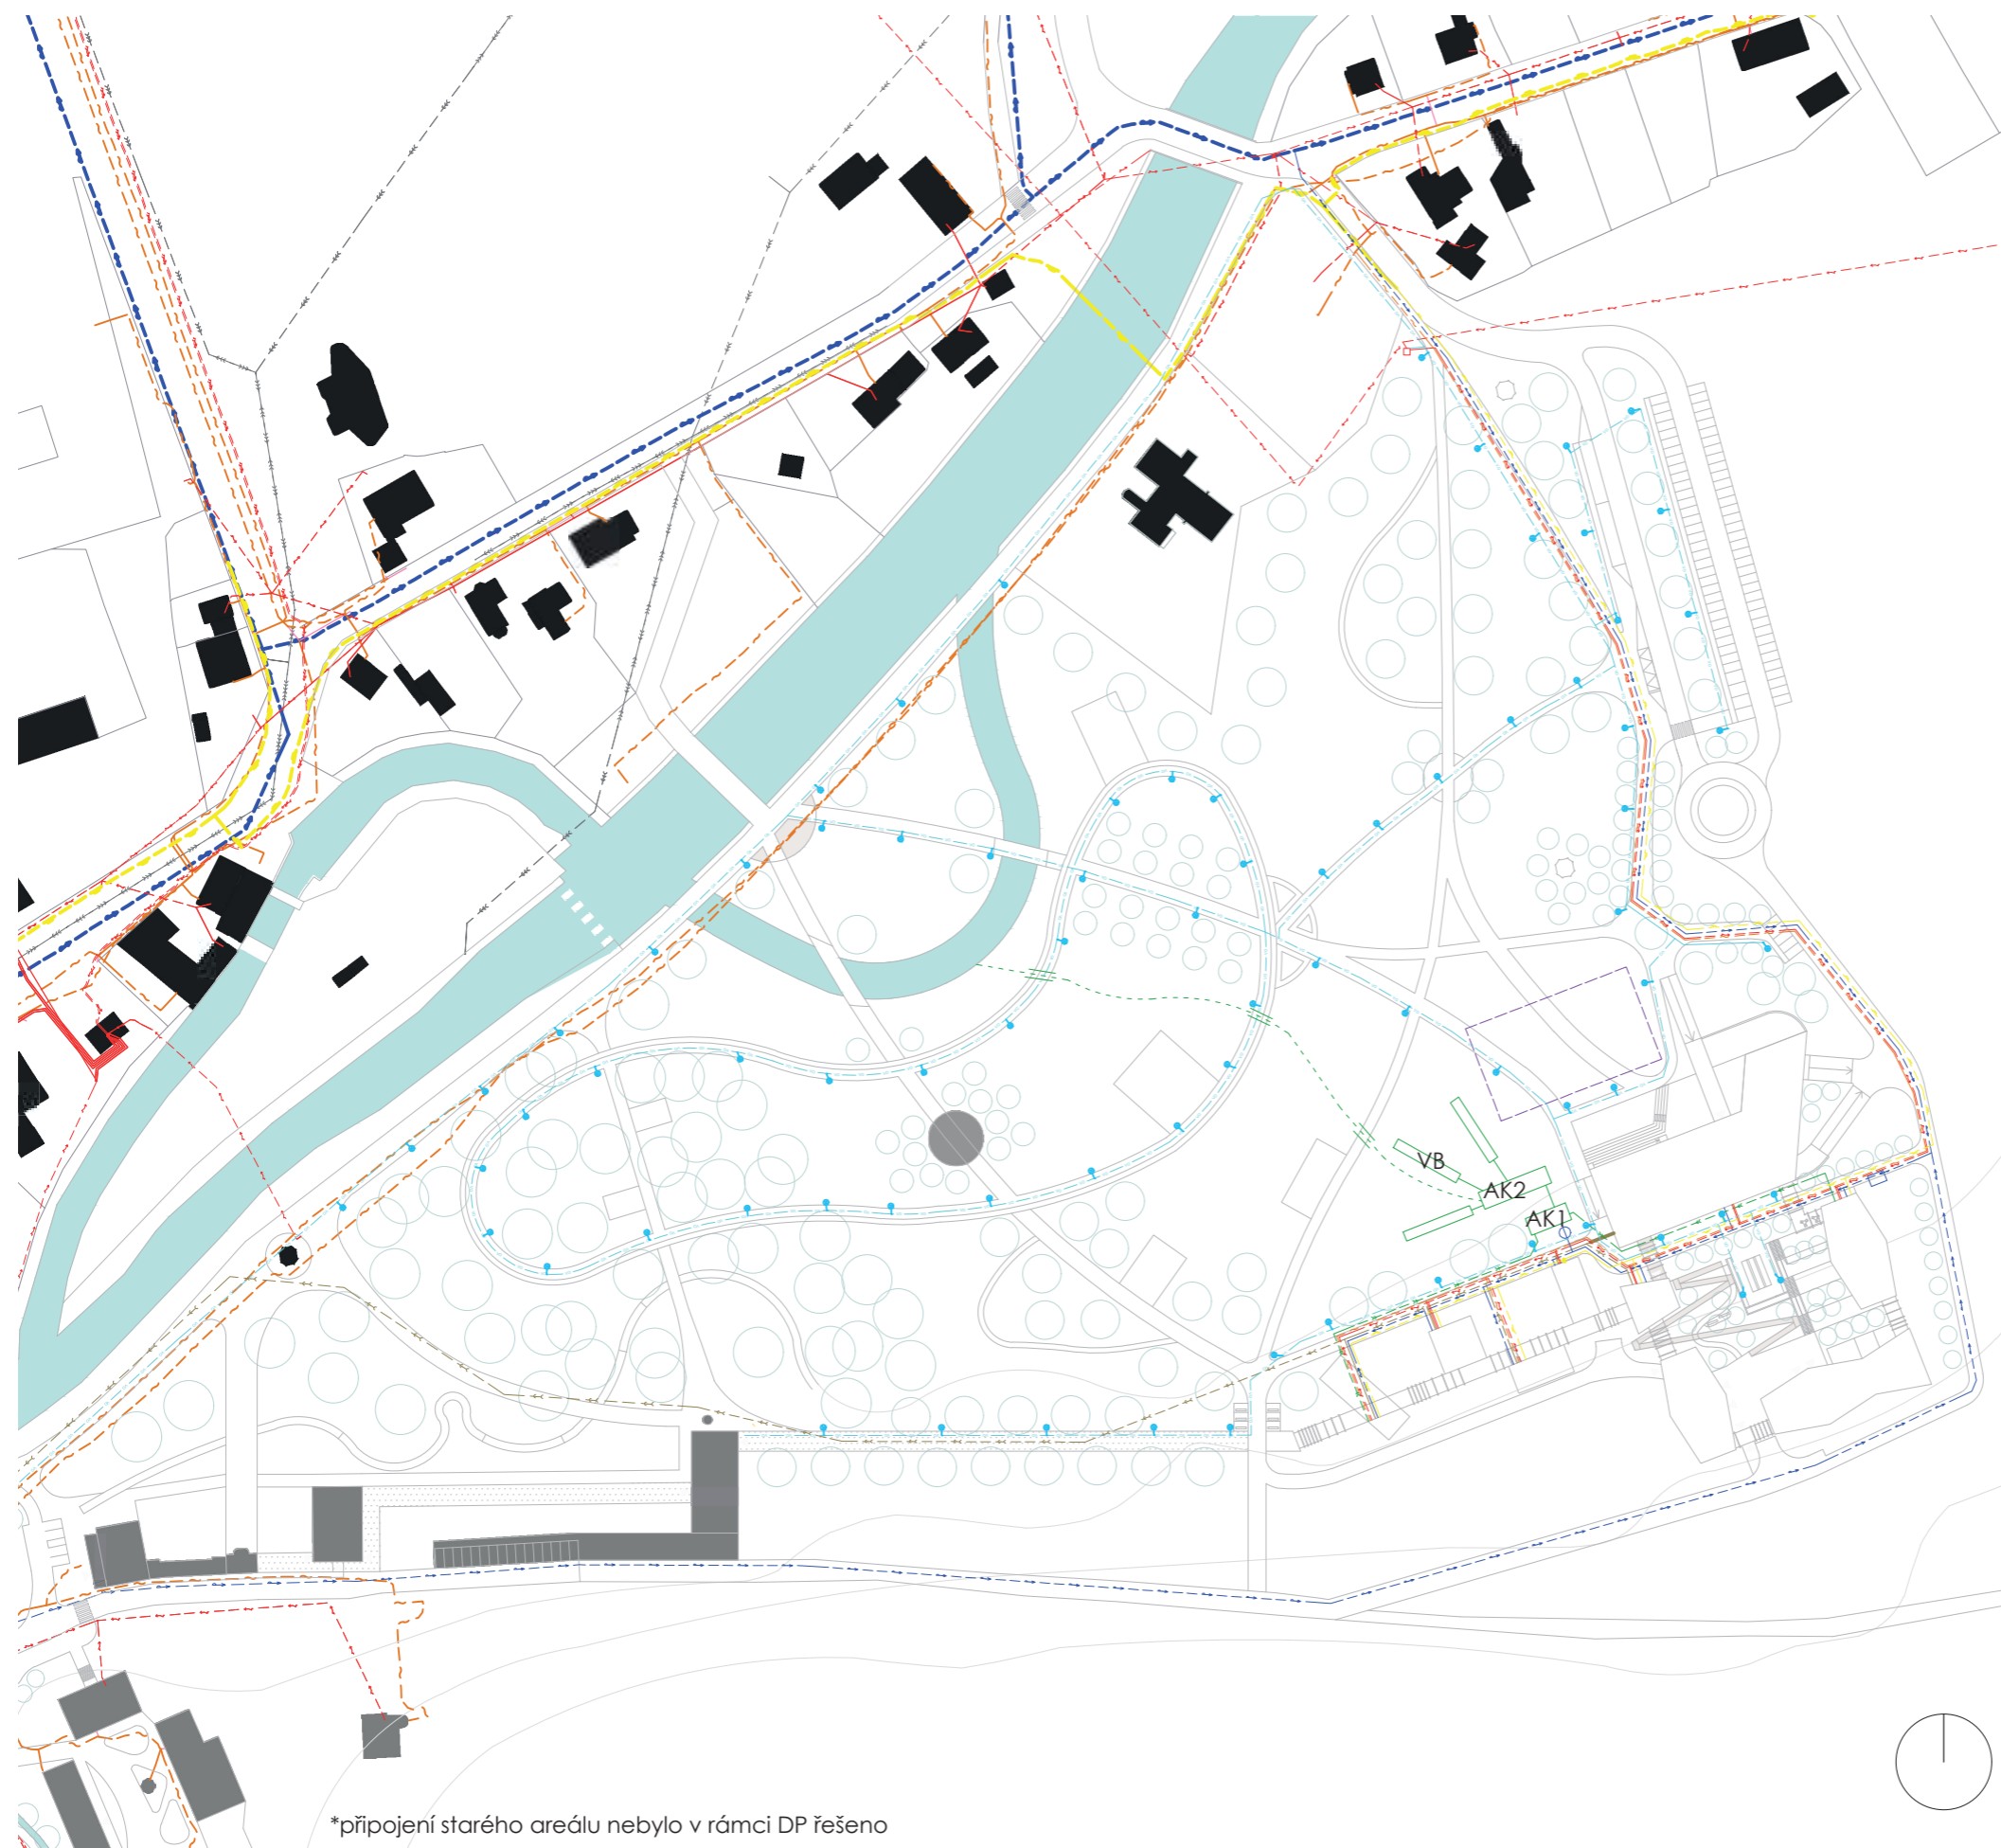 VB
AK2
AK1
*připojení starého areálu nebylo v rámci DP řešeno